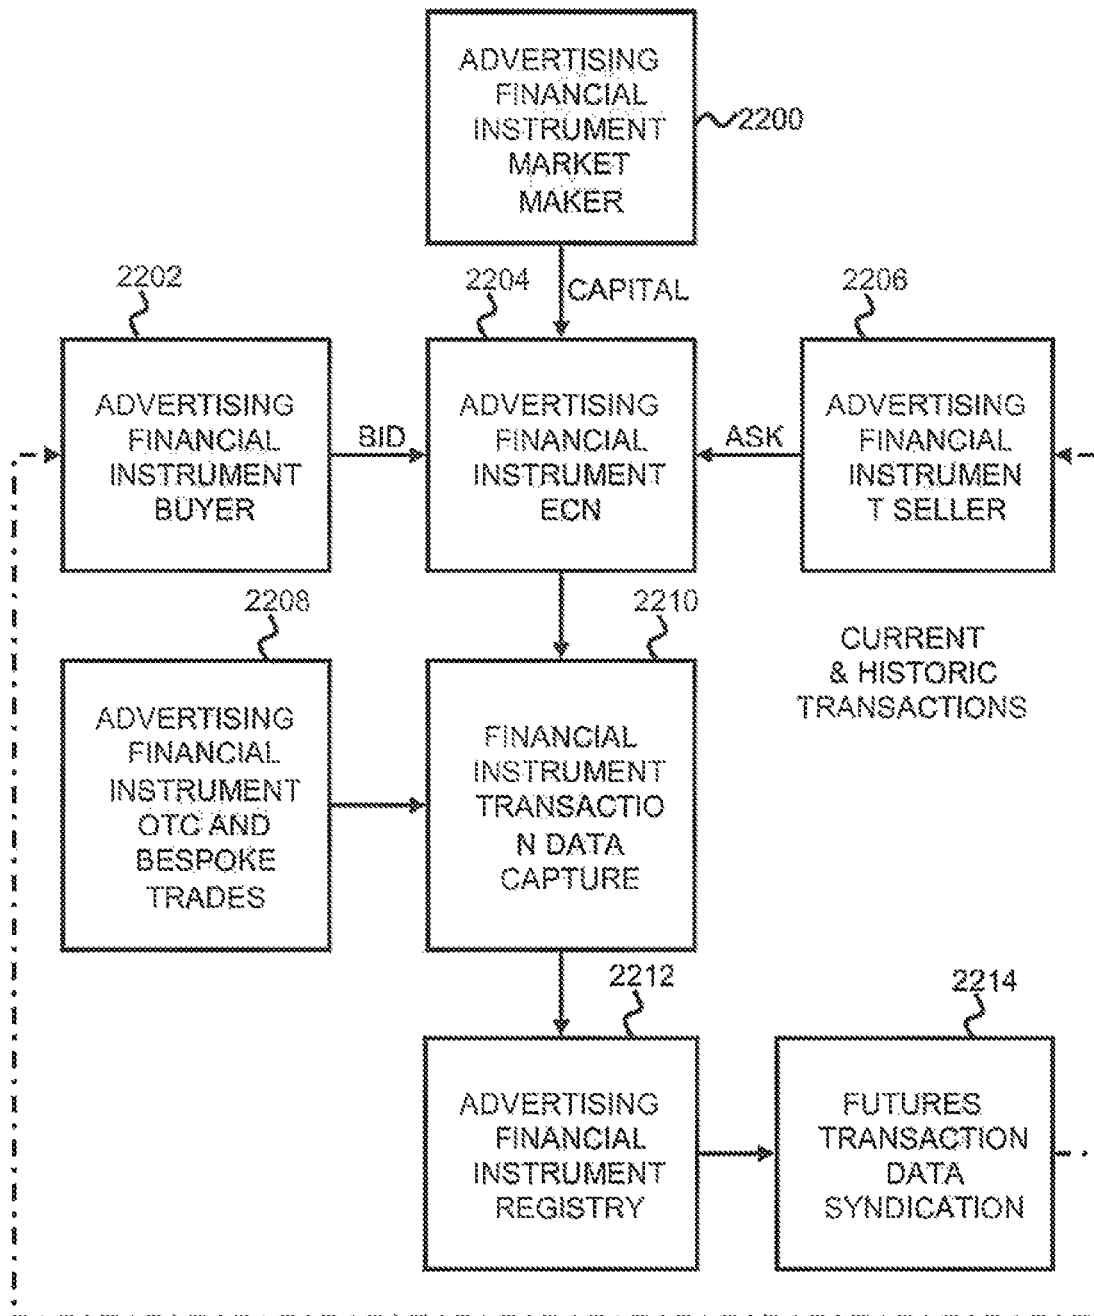 ADVERTISING
FINANCIAL
INSTRUMENT
MARKET
MAKER
2200
CAPITAL
2202
ADVERTISING
FINANCIAL
INSTRUMENT
BUYER
BID
2204
ADVERTISING
FINANCIAL
INSTRUMENT
ECN
ASK
2206
ADVERTISING
FINANCIAL
INSTRUMEN
T SELLER
2208
ADVERTISING
FINANCIAL
INSTRUMENT
OTC AND
BESPOKE
TRADES
2210
FINANCIAL
INSTRUMENT
TRANSACTIO
N DATA
CAPTURE
CURRENT
& HISTORIC
TRANSACTIONS
2212
ADVERTISING
FINANCIAL
INSTRUMENT
REGISTRY
2214
FUTURES
TRANSACTION
DATA
SYNDICATION